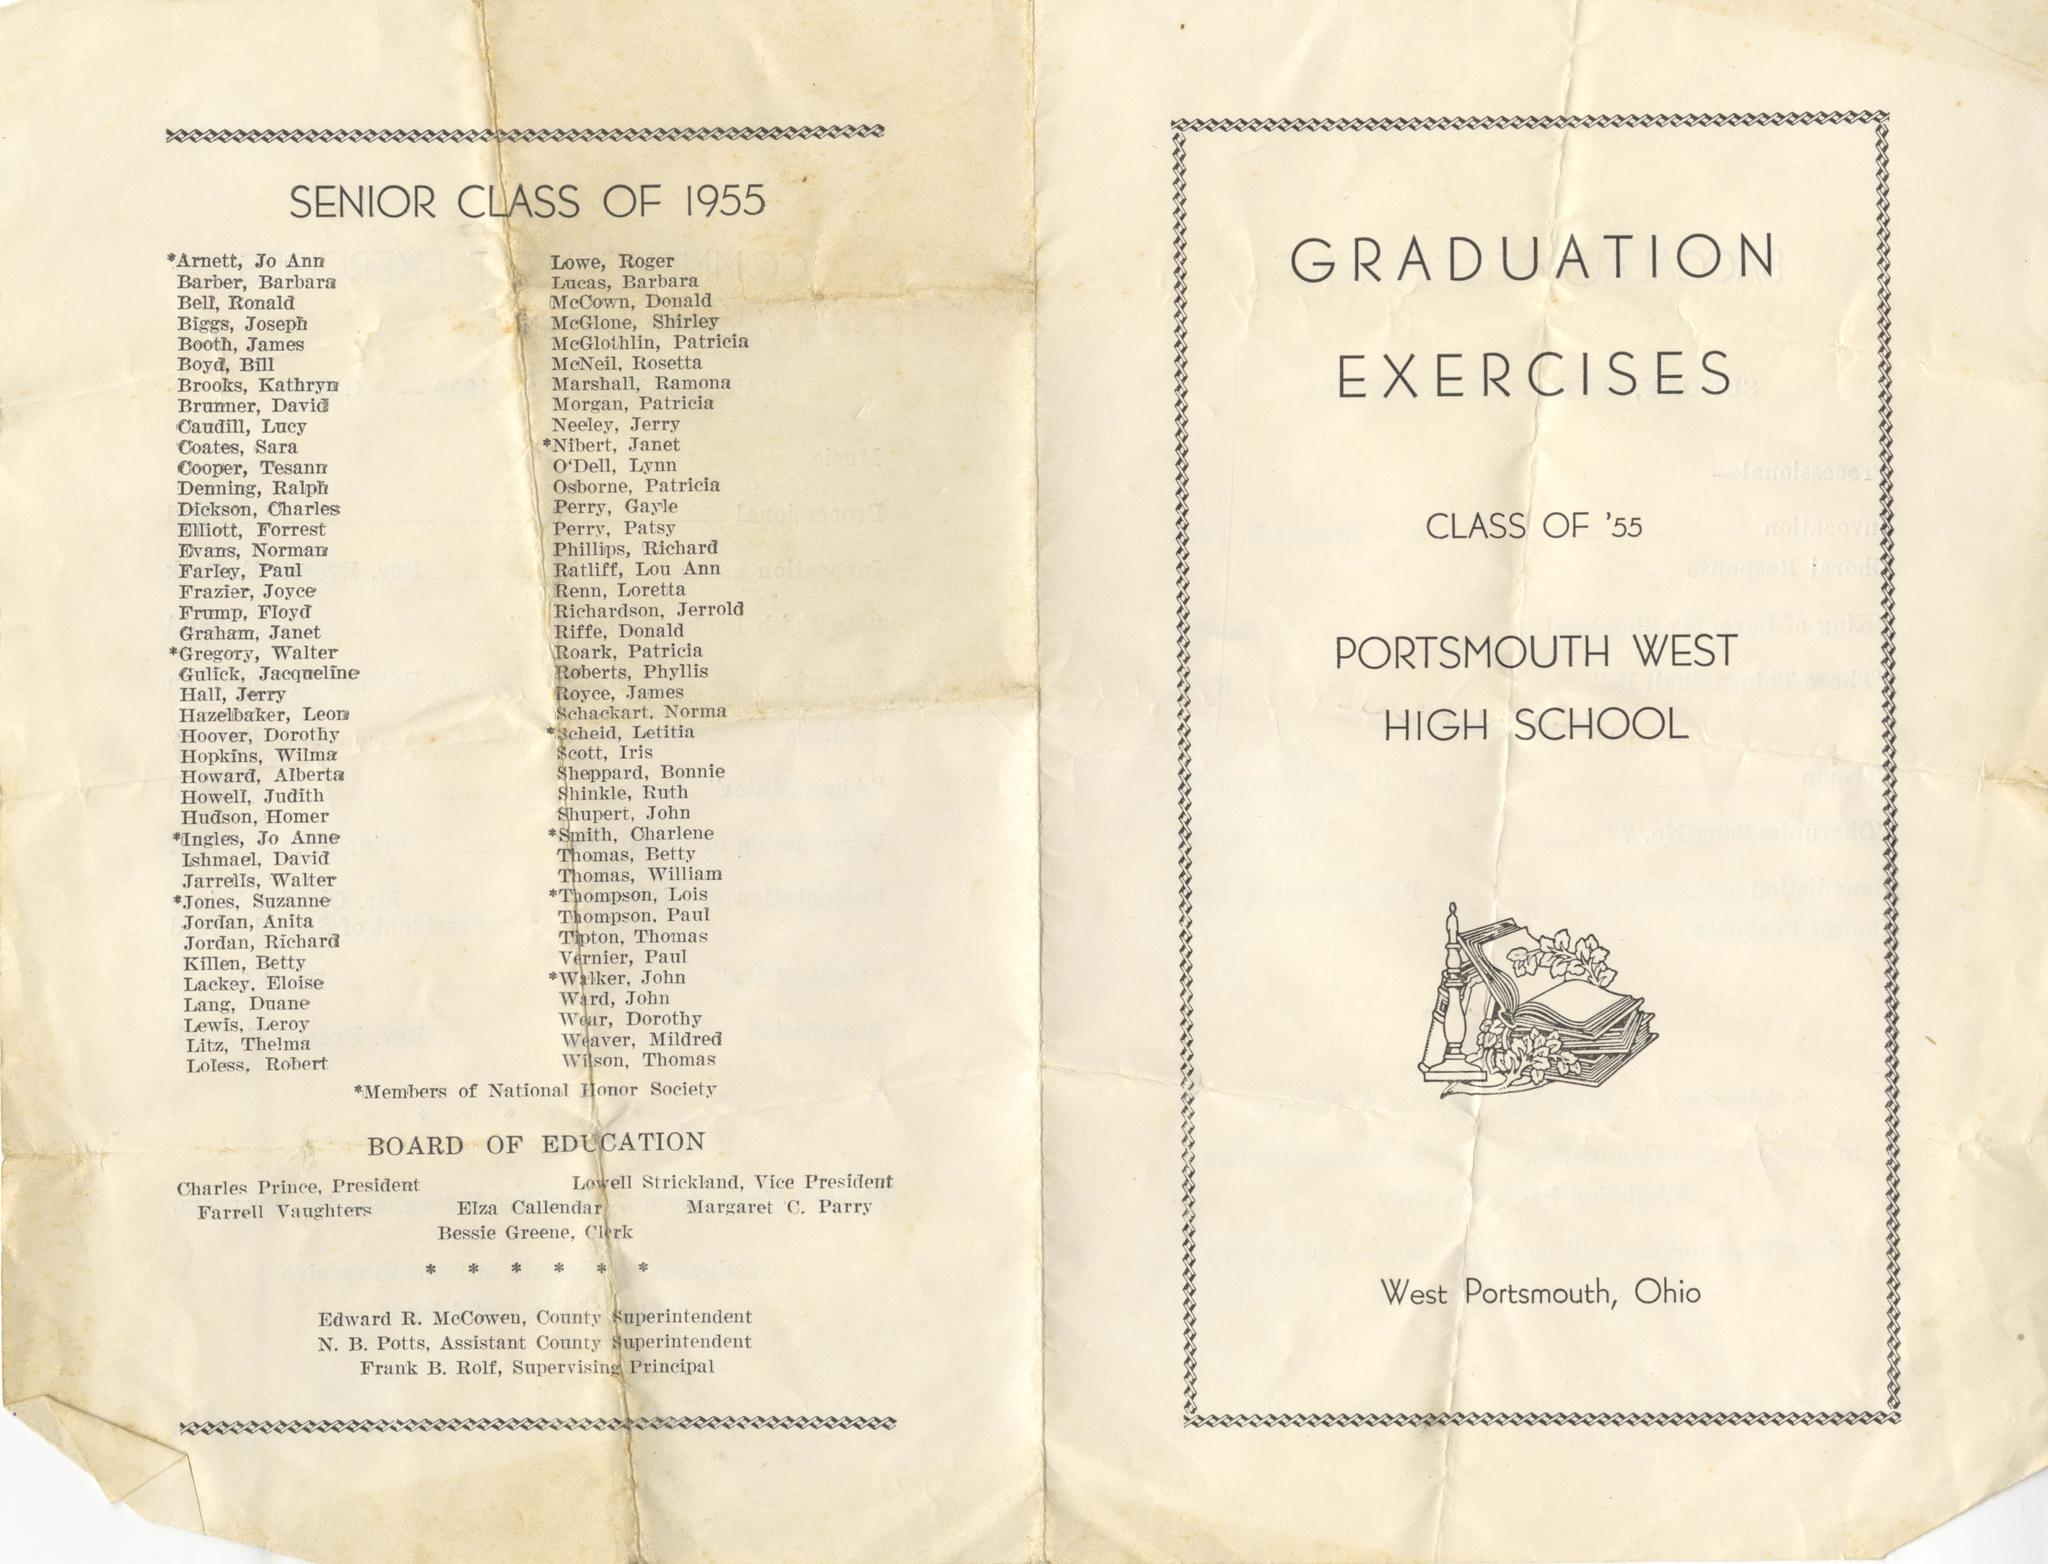 SENIOR CLASS OF 1955
*Arnett, Jo Ann
Barber, Barbara
Bell, Ronald
Biggs, Joseph
Booth, James
Boyd, Bill
Brooks, Kathryn
Brunner, David
Caudill, Lucy
Coates, Sara
Cooper, Tesann
Denning, Ralph
Dickson, Charles
Elliott, Forrest
Evans, Norman
Farley, Paul
Frazier, Joyce
Frump, Floyd
Graham, Janet
*Gregory, Walter
Gulick, Jacqueline
Hall, Jerry
Hazelbaker, Leon
Hoover, Dorothy
Hopkins, Wilma
Howard, Alberta
Howell, Judith
Hudson, Homer
*Ingles, Jo Anne
Ishmael, David
Jarrells, Walter
*Jones, Suzanne
Jordan, Anita
Jordan, Richard
Killen, Betty
Lackey, Eloise
Lang, Duane
Lewis, Leroy
Litz, Thelma
Loless, Robert
Lowe, Roger
Lucas, Barbara
McCown, Donald
McGlone, Shirley
McGlothlin, Patricia
McNeil, Rosetta
Marshall, Ramona
Morgan, Patricia
Neeley, Jerry
*Nibert, Janet
O'Dell, Lynn
Osborne, Patricia
Perry, Gayle
Perry, Patsy
Phillips, Richard
Ratliff, Lou Ann
Renn, Loretta
Richardson, Jerrold
Riffe, Donald
Roark, Patricia
Roberts, Phyllis
Royce, James
Schackart, Norma
*Scheid, Letitia
Scott, Iris
Sheppard, Bonnie
Shinkle, Ruth
Shupert, John
*Smith, Charlene
Thomas, Betty
Thomas, William
*Thompson, Lois
Thompson, Paul
Tipton, Thomas
Vernier, Paul
*Walker, John
Ward, John
Wear, Dorothy
Weaver, Mildred
Wilson, Thomas
*Members of National Honor Society
BOARD OF EDUCATION
Charles Prince, President Lowell Strickland, Vice President
Farrell Vaughters Elza Callendar Margaret C. Parry
Bessie Greene, Clerk
* * * * * *
Edward R. McCowen, County Superintendent
N. B. Potts, Assistant County Superintendent
Frank B. Rolf, Supervising Principal
GRADUATION
EXERCISES
CLASS OF '55
PORTSMOUTH WEST
HIGH SCHOOL
West Portsmouth, Ohio